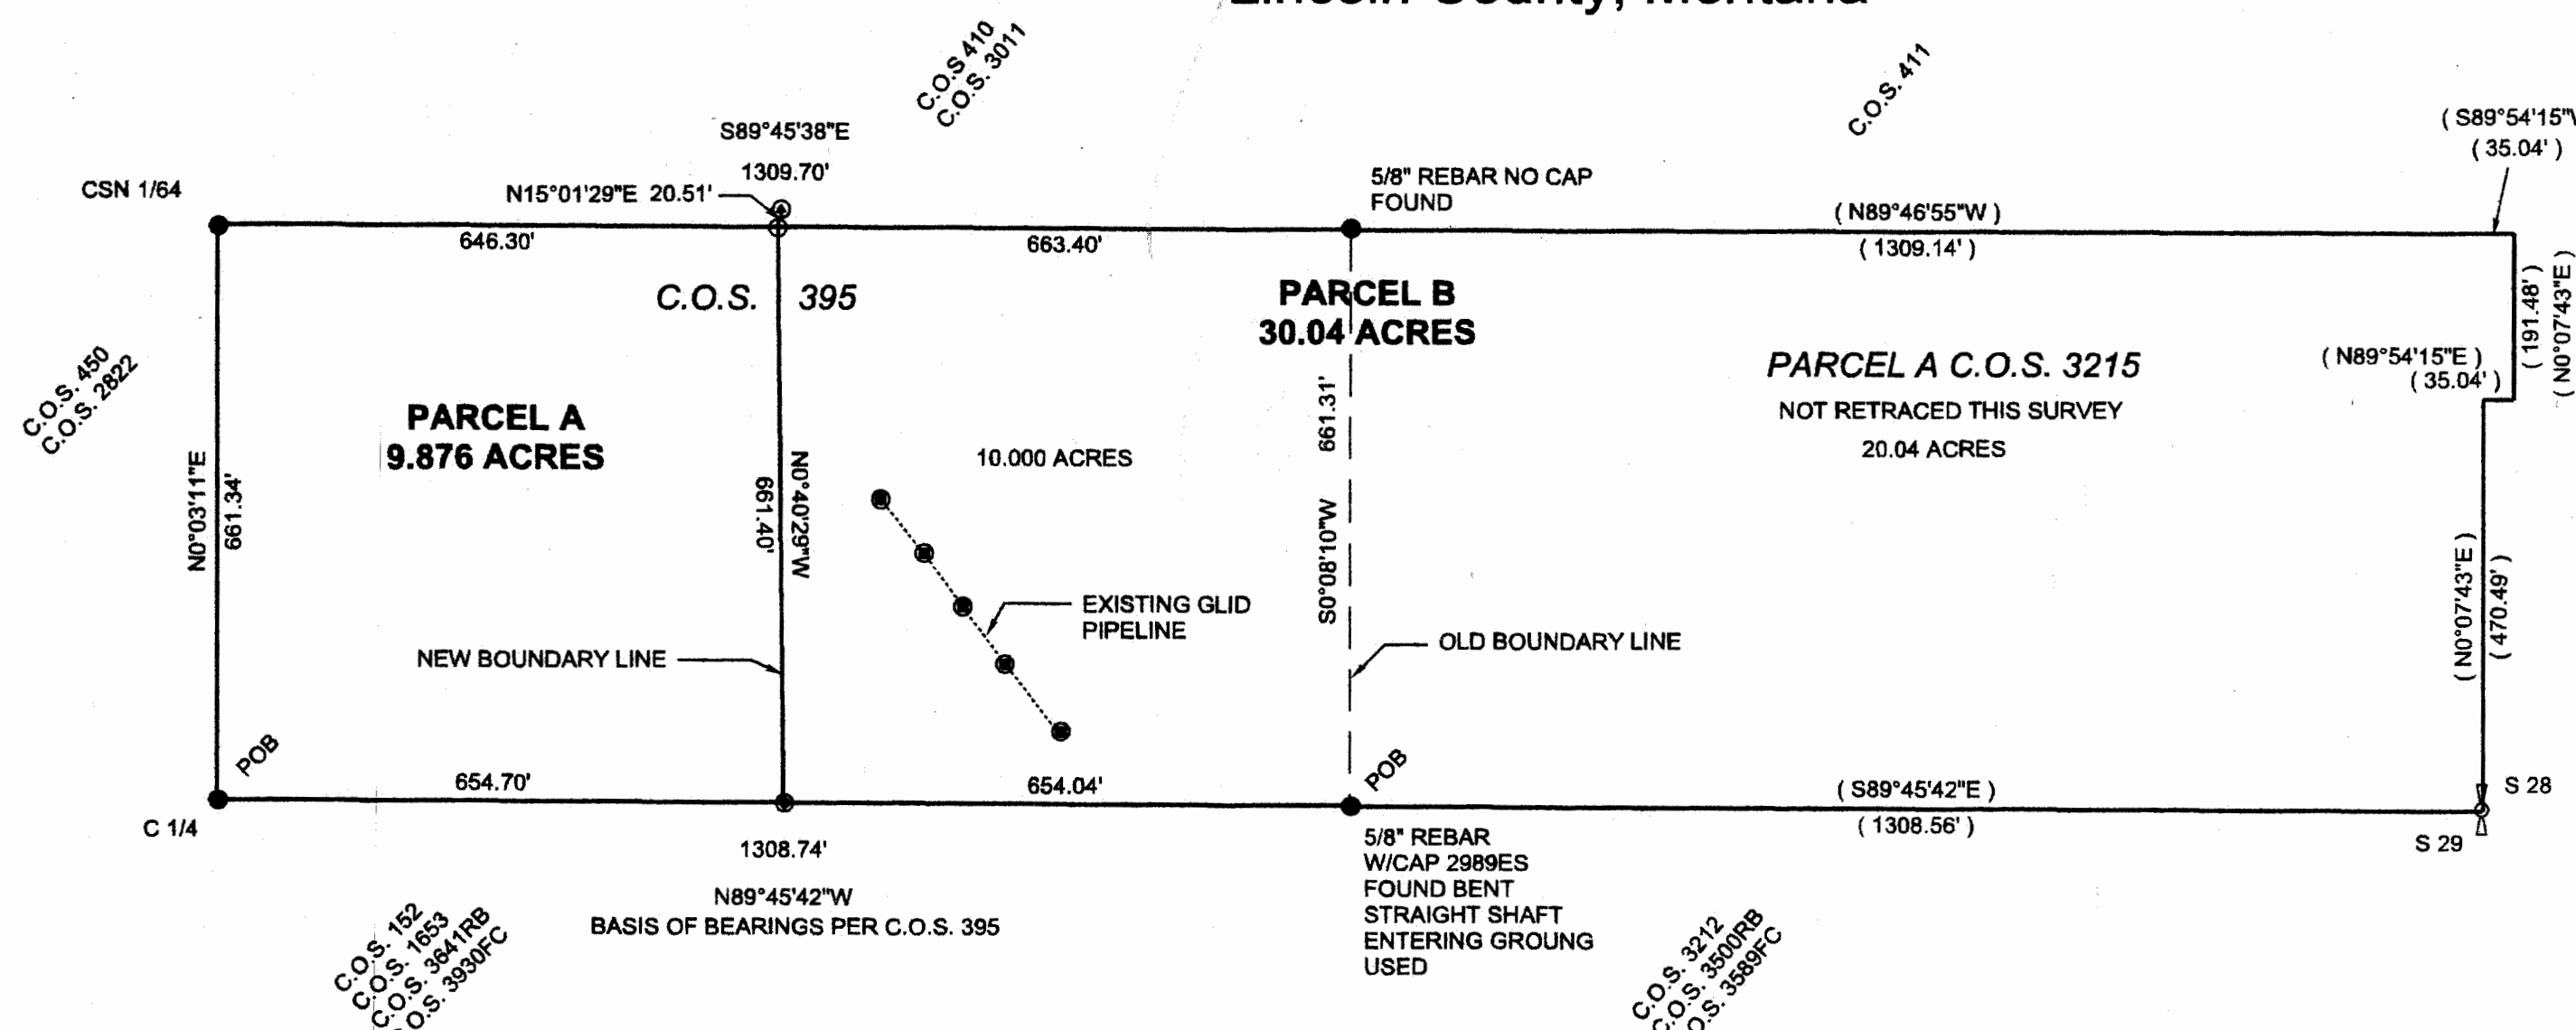 Lincoln County, Montana
C.O.S 410
C.O.S. 3011
C.O.S. 411
S89°45'38"E
1309.70'
N15°01'29"E 20.51'
CSN 1/64
5/8" REBAR NO CAP
FOUND
( S89°54'15"W
( 35.04' )
( N89°46'55"W )
( 1309.14' )
646.30'
663.40'
C.O.S. 395
PARCEL B
30.04 ACRES
( 191.48' )
( N0°07'43"E )
( N89°54'15"E )
( 35.04' )
PARCEL A C.O.S. 3215
NOT RETRACED THIS SURVEY
20.04 ACRES
C.O.S. 450
C.O.S. 2822
PARCEL A
9.876 ACRES
10.000 ACRES
N0°03'11"E
661.34'
N0°40'29"W
661.40'
661.31'
S0°08'10"W
( N0°07'43"E )
( 470.49' )
EXISTING GLID
PIPELINE
NEW BOUNDARY LINE
OLD BOUNDARY LINE
POB
POB
654.70'
654.04'
( S89°45'42"E )
( 1308.56' )
S 28
S 29
C 1/4
1308.74'
N89°45'42"W
BASIS OF BEARINGS PER C.O.S. 395
5/8" REBAR
W/CAP 2989ES
FOUND BENT
STRAIGHT SHAFT
ENTERING GROUNG
USED
C.O.S. 152
C.O.S. 1653
C.O.S. 3641RB
C.O.S. 3930FC
C.O.S. 3212
C.O.S. 3500RB
C.O.S. 3589FC